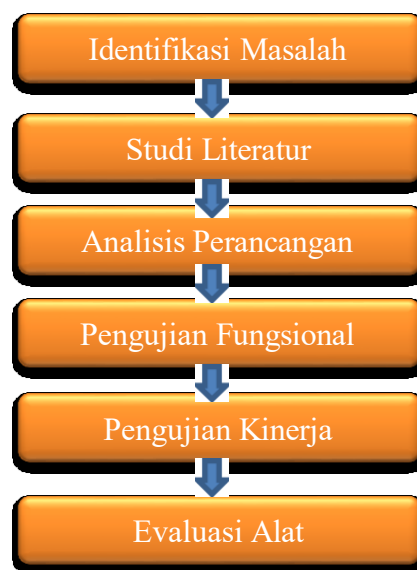 Identifikasi Masalah
Studi Literatur
Analisis Perancangan
Pengujian Fungsional
Pengujian Kinerja
Evaluasi Alat